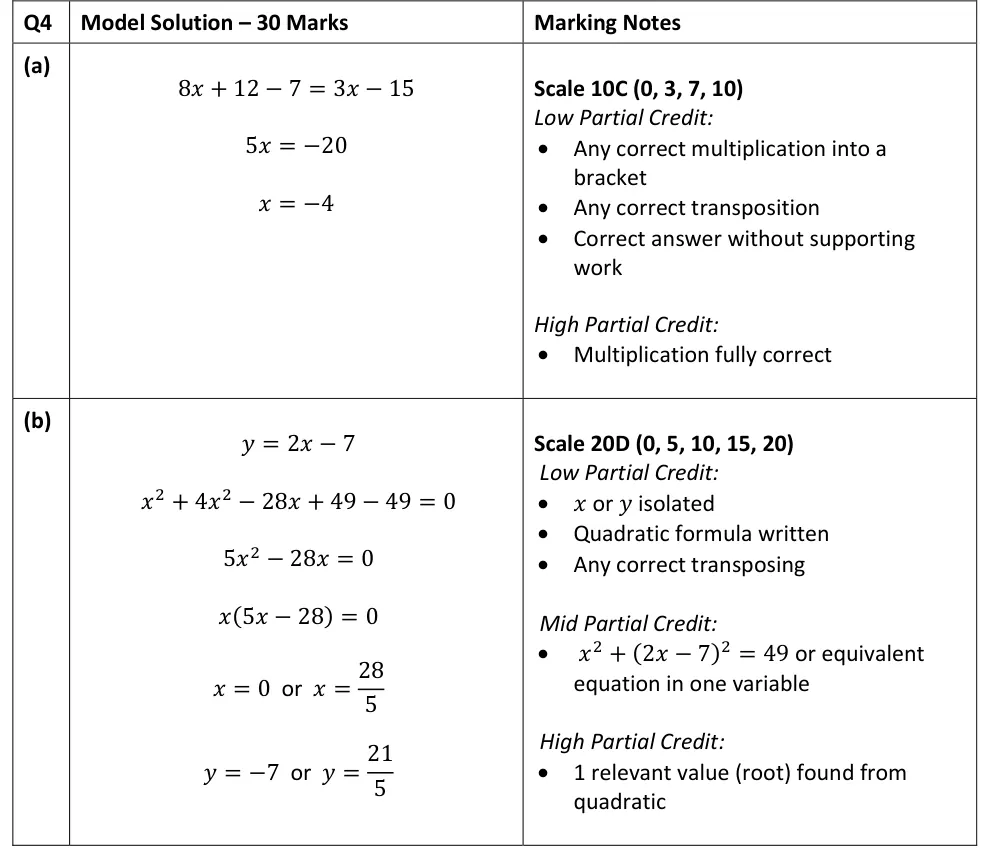 Q4 Model Solution – 30 Marks Marking Notes
(a)
8x + 12 − 7 = 3x − 15
5x = −20
x = −4
Scale 10C (0, 3, 7, 10)
Low Partial Credit:
• Any correct multiplication into a
bracket
• Any correct transposition
• Correct answer without supporting
work
High Partial Credit:
• Multiplication fully correct
(b)
y = 2x − 7
x² + 4x² − 28x + 49 − 49 = 0
5x² − 28x = 0
x(5x − 28) = 0
x = 0 or x = 28/5
y = −7 or y = 21/5
Scale 20D (0, 5, 10, 15, 20)
Low Partial Credit:
• x or y isolated
• Quadratic formula written
• Any correct transposing
Mid Partial Credit:
• x² + (2x − 7)² = 49 or equivalent
equation in one variable
High Partial Credit:
• 1 relevant value (root) found from
quadratic